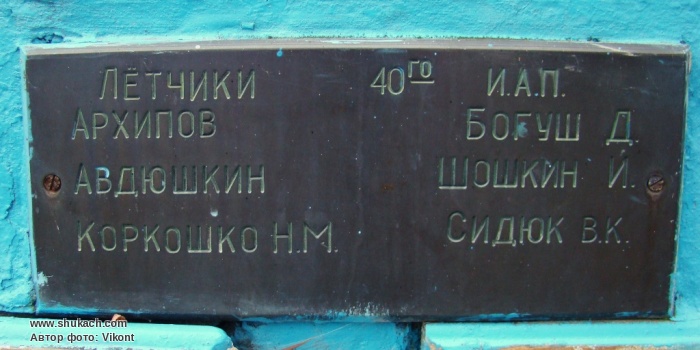 ЛЁТЧИКИ 40ГО И.А.П.
АРХИПОВ БОГУШ Д.
АВДЮШКИН ШОШКИН И.
КОРКОШКО Н.М. СИДЮК В.К.
www.shukach.com
Автор фото: Vikont